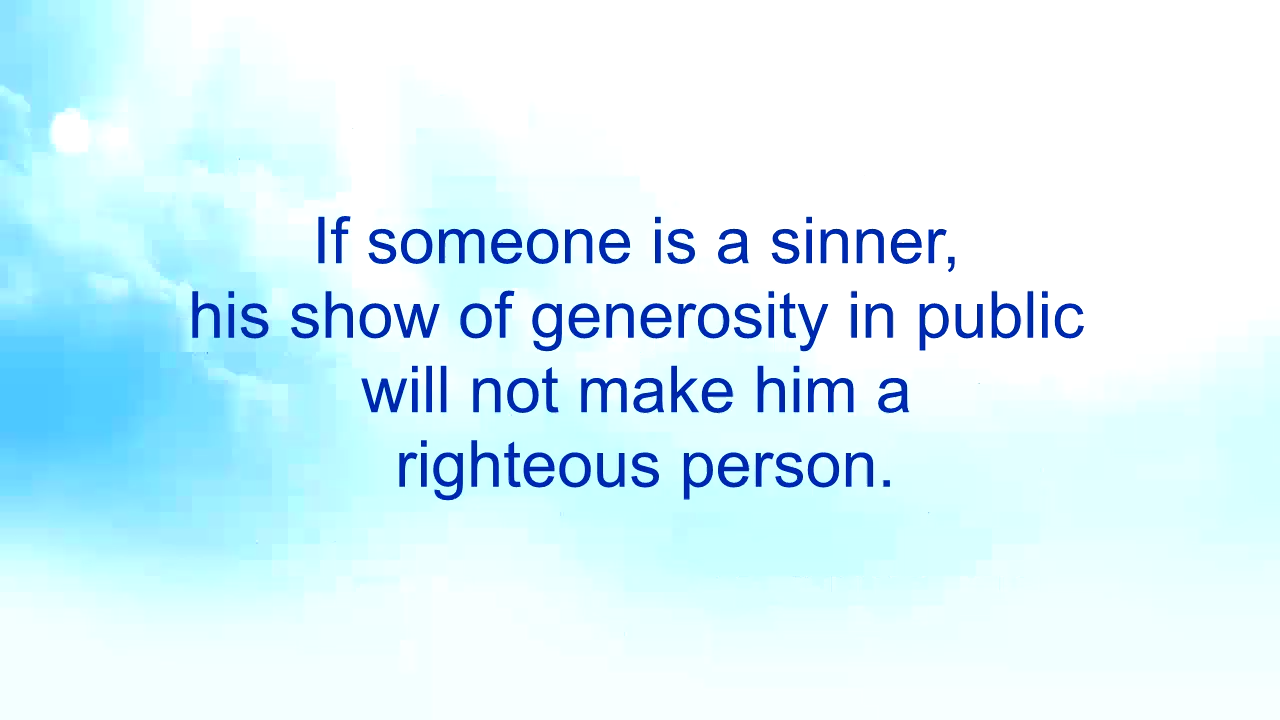 If someone is a sinner,
his show of generosity in public
will not make him a
righteous person.